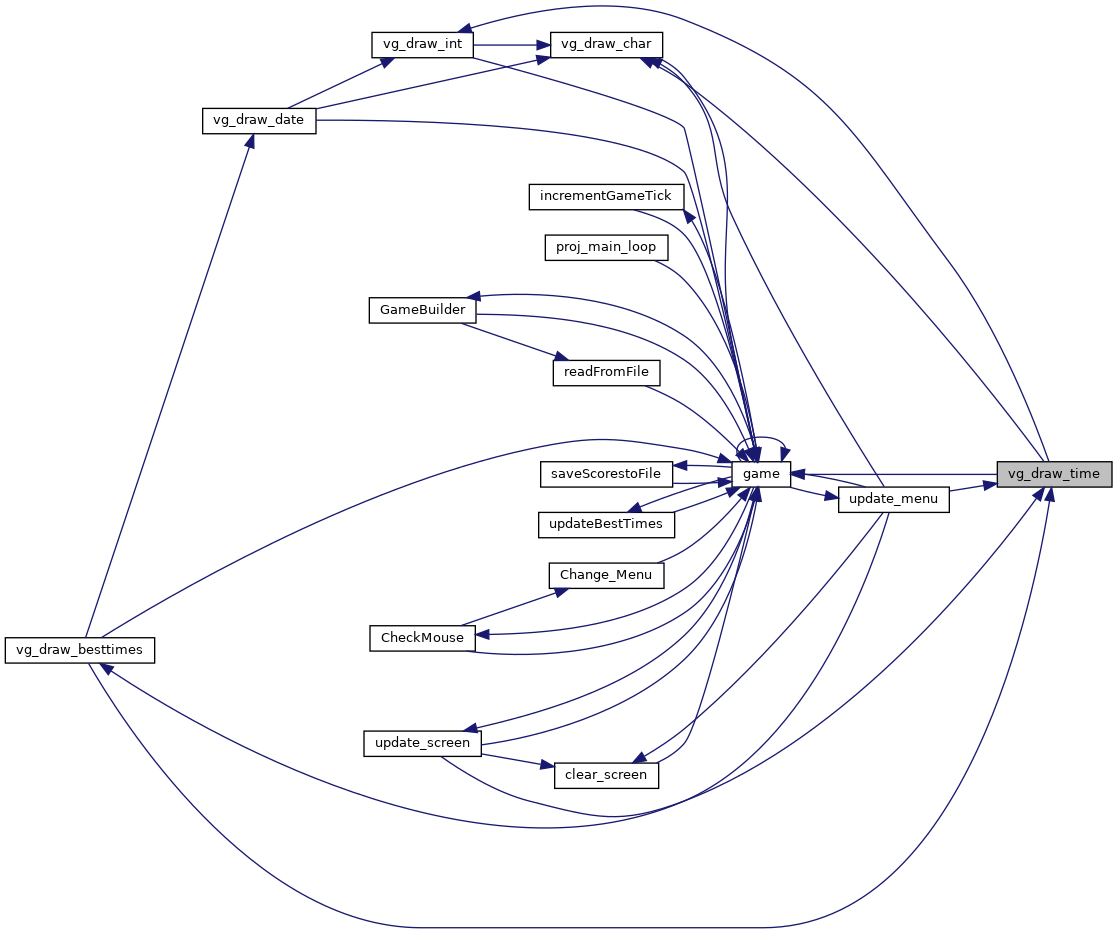 vg_draw_int
vg_draw_char
vg_draw_date
incrementGameTick
proj_main_loop
GameBuilder
readFromFile
saveScorestoFile
game
vg_draw_time
update_menu
updateBestTimes
Change_Menu
CheckMouse
vg_draw_besttimes
update_screen
clear_screen